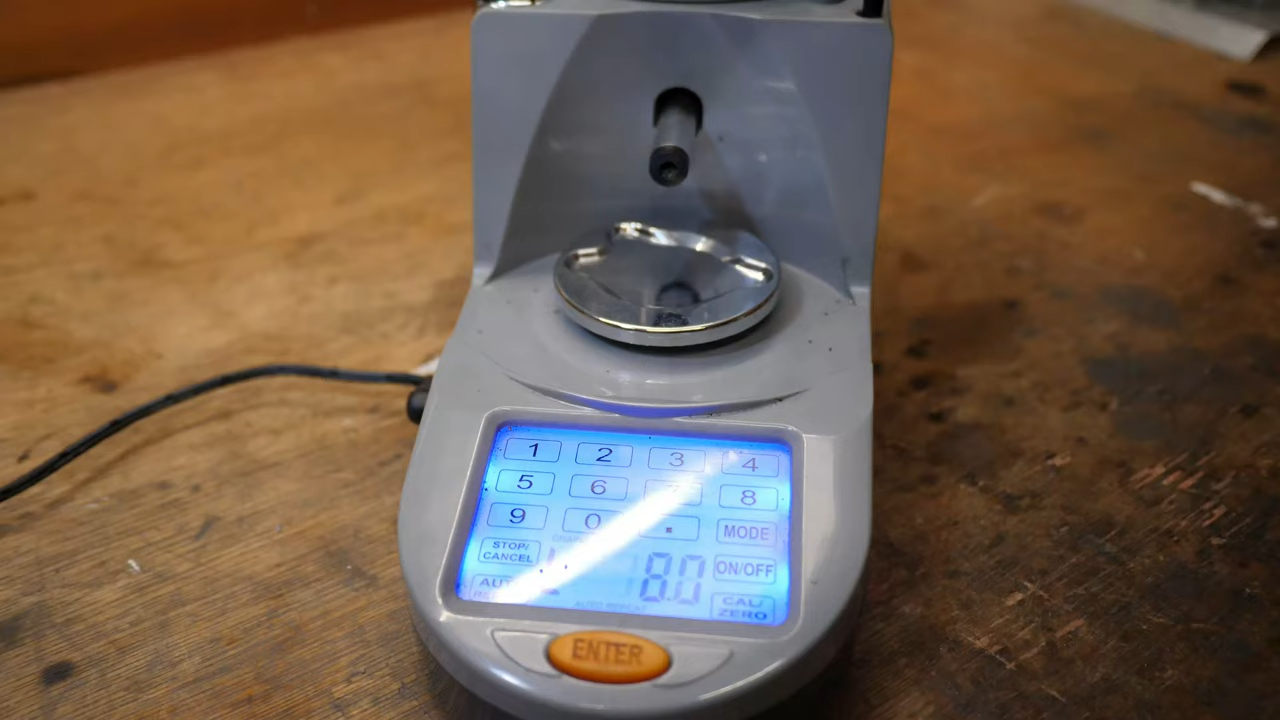 1 2 3 4
5 6 7 8
9 0 . MODE
STOP/
CANCEL
8.0
ON/OFF
CAL/
ZERO
ENTER